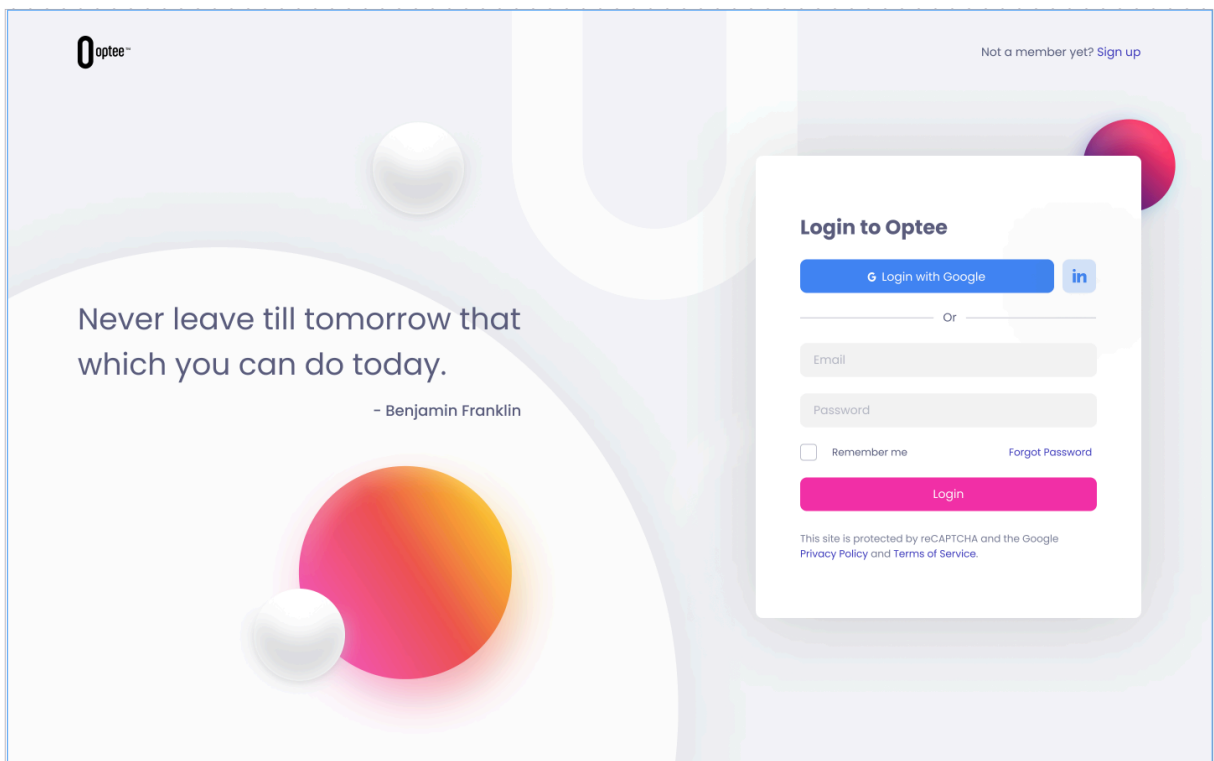 optee™
Not a member yet? Sign up
Never leave till tomorrow that
which you can do today.
- Benjamin Franklin
Login to Optee
G Login with Google
in
Or
Email
Password
Remember me
Forgot Password
Login
This site is protected by reCAPTCHA and the Google
Privacy Policy and Terms of Service.